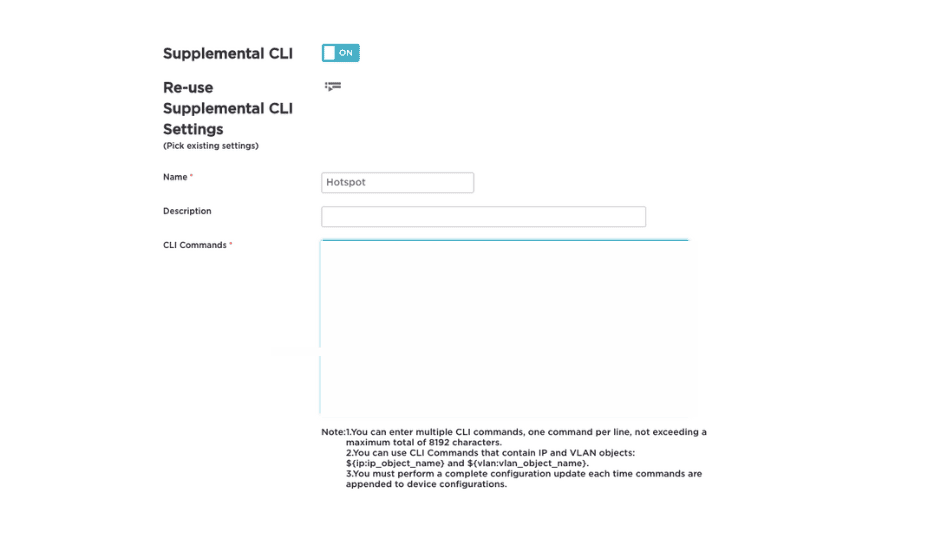 Supplemental CLI
ON
Re-use
Supplemental CLI
Settings
(Pick existing settings)
Name *
Hotspot
Description
CLI Commands *
Note:1.You can enter multiple CLI commands, one command per line, not exceeding a
maximum total of 8192 characters.
2.You can use CLI Commands that contain IP and VLAN objects:
${ip:ip_object_name} and ${vlan:vlan_object_name}.
3.You must perform a complete configuration update each time commands are
appended to device configurations.